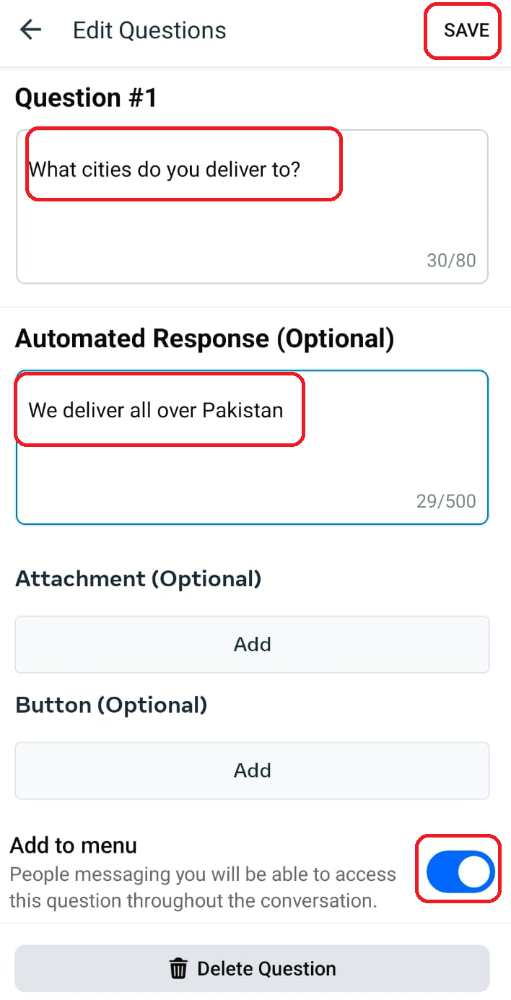 Edit Questions
SAVE
Question #1
What cities do you deliver to?
30/80
Automated Response (Optional)
We deliver all over Pakistan
29/500
Attachment (Optional)
Add
Button (Optional)
Add
Add to menu
People messaging you will be able to access
this question throughout the conversation.
Delete Question